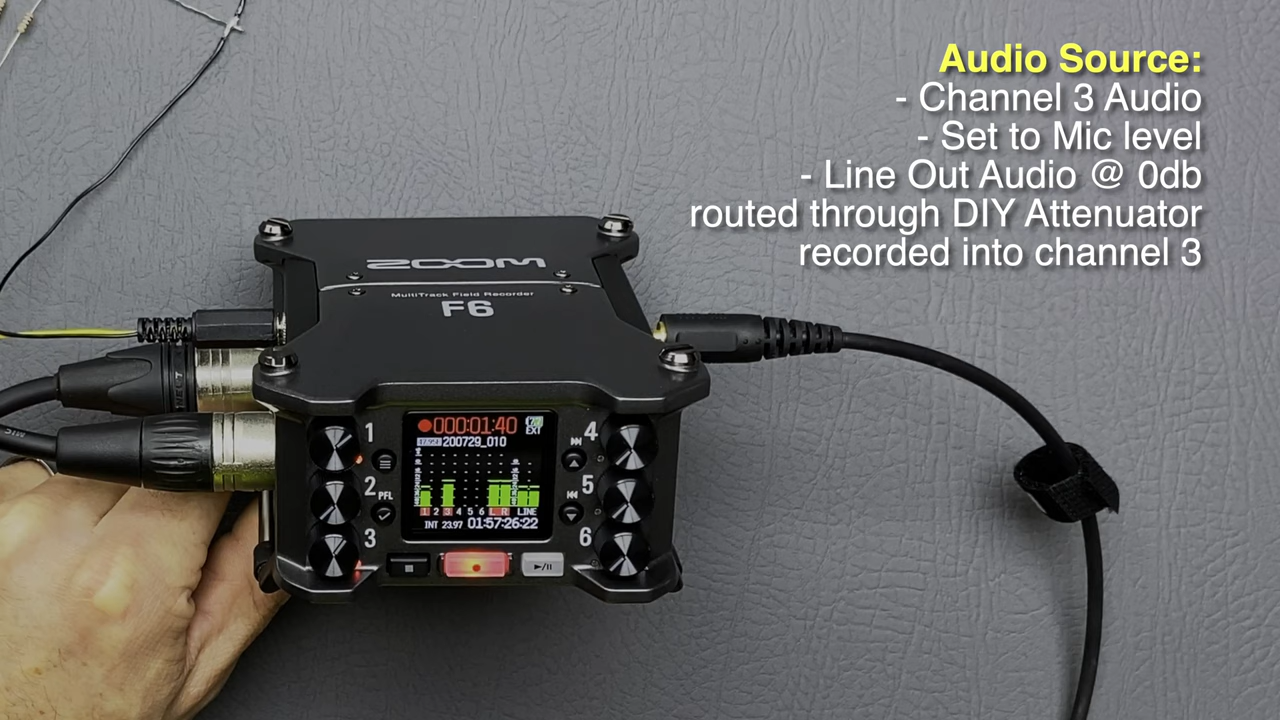 Audio Source:
- Channel 3 Audio
- Set to Mic level
- Line Out Audio @ 0db
routed through DIY Attenuator
recorded into channel 3
ZOOM
MultiTrack Field Recorder
F6
000:01:40
EXT
200729_010
1 2 3 4 5 6 L R LINE
INT 23.97 01:57:26:22
1
2
PFL
3
4
5
6